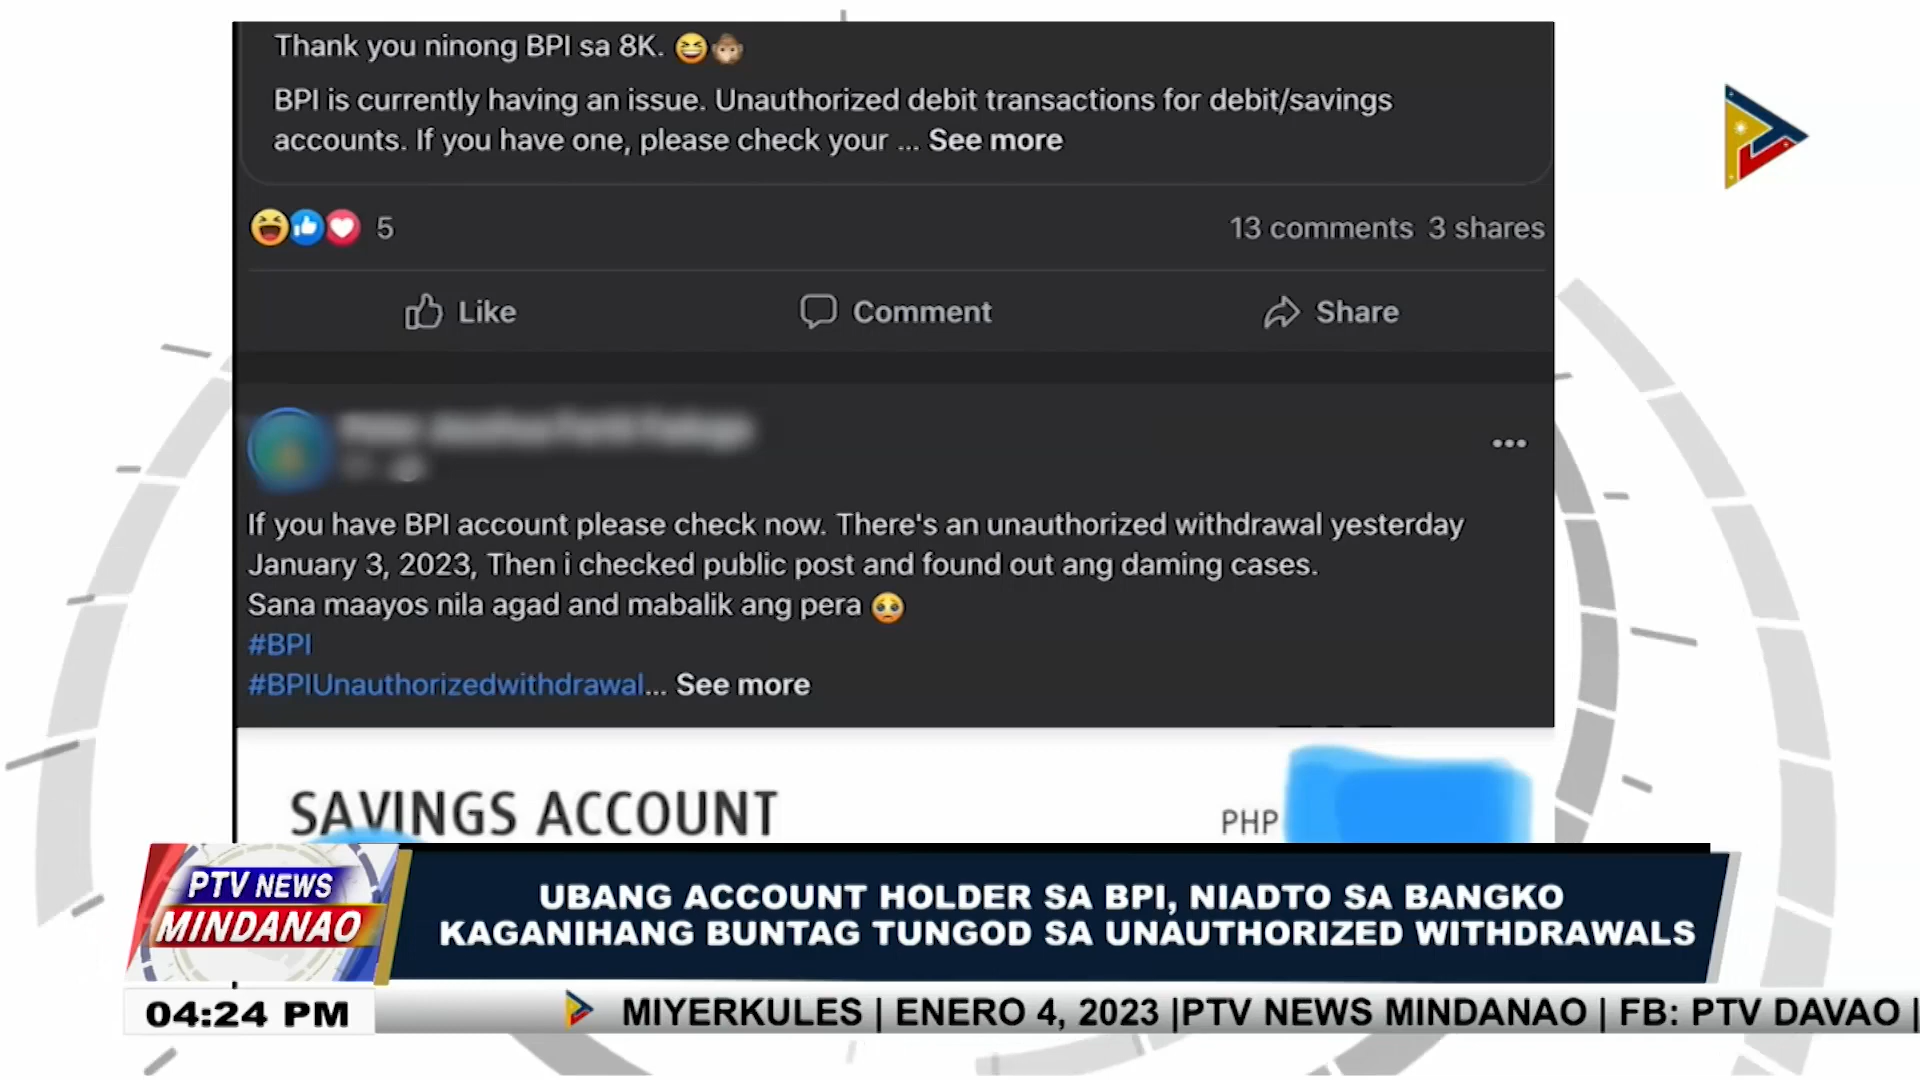 Thank you ninong BPI sa 8K. 😆🙊
BPI is currently having an issue. Unauthorized debit transactions for debit/savings
accounts. If you have one, please check your ... See more
5
13 comments 3 shares
Like
Comment
Share
If you have BPI account please check now. There's an unauthorized withdrawal yesterday
January 3, 2023, Then i checked public post and found out ang daming cases.
Sana maayos nila agad and mabalik ang pera 🥺
#BPI
#BPIUnauthorizedwithdrawal... See more
SAVINGS ACCOUNT
PHP
PTV NEWS
MINDANAO
UBANG ACCOUNT HOLDER SA BPI, NIADTO SA BANGKO
KAGANIHANG BUNTAG TUNGOD SA UNAUTHORIZED WITHDRAWALS
04:24 PM
MIYERKULES | ENERO 4, 2023 |PTV NEWS MINDANAO | FB: PTV DAVAO |